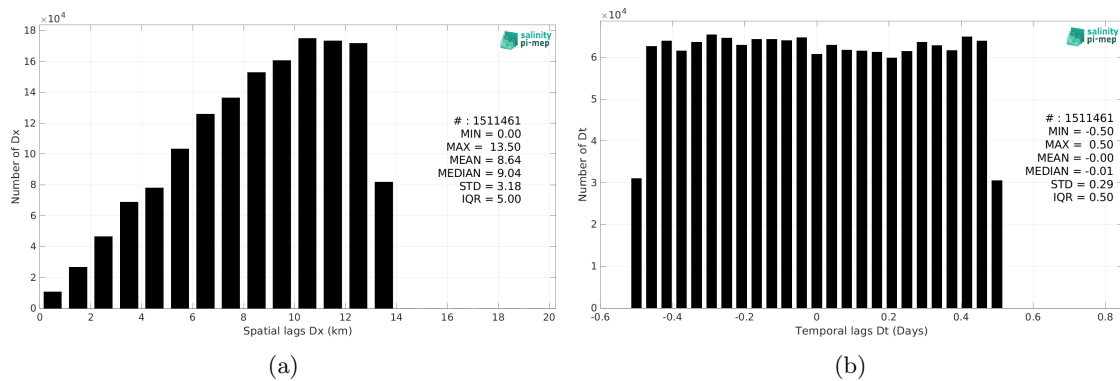 ×10⁴
18
16
14
12
10
8
6
4
2
0
Number of Dx
0 2 4 6 8 10 12 14 16 18 20
Spatial lags Dx (km)
salinity
pi-mep
# : 1511461
MIN = 0.00
MAX = 13.50
MEAN = 8.64
MEDIAN = 9.04
STD = 3.18
IQR = 5.00
(a)
×10⁴
6
5
4
3
2
1
0
Number of Dt
-0.6 -0.4 -0.2 0 0.2 0.4 0.6 0.8
Temporal lags Dt (Days)
salinity
pi-mep
# : 1511461
MIN = -0.50
MAX = 0.50
MEAN = -0.00
MEDIAN = -0.01
STD = 0.29
IQR = 0.50
(b)